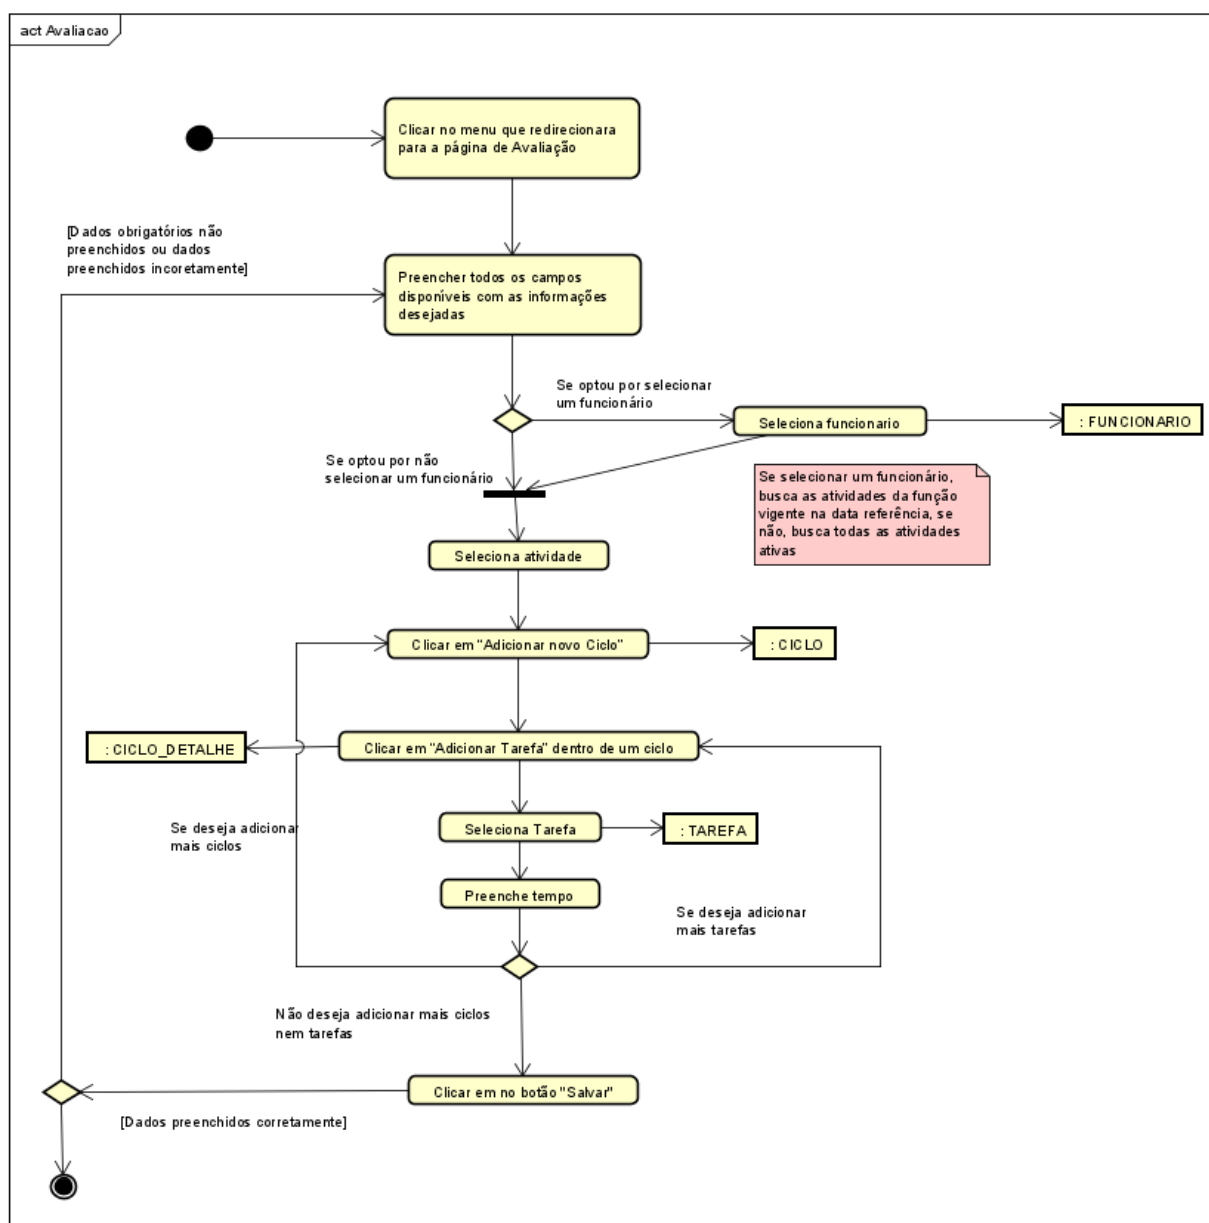 act Avaliacao
Clicar no menu que redirecionara
para a página de Avaliação
[Dados obrigatórios não
preenchidos ou dados
preenchidos incoretamente]
Preencher todos os campos
disponíveis com as informações
desejadas
Se optou por selecionar
um funcionário
Seleciona funcionario
: FUNCIONARIO
Se optou por não
selecionar um funcionário
Se selecionar um funcionário,
busca as atividades da função
vigente na data referência, se
não, busca todas as atividades
ativas
Seleciona atividade
Clicar em "Adicionar novo Ciclo"
: CICLO
: CICLO_DETALHE
Clicar em "Adicionar Tarefa" dentro de um ciclo
Se deseja adicionar
mais ciclos
Seleciona Tarefa
: TAREFA
Preenche tempo
Se deseja adicionar
mais tarefas
Não deseja adicionar mais ciclos
nem tarefas
Clicar em no botão "Salvar"
[Dados preenchidos corretamente]